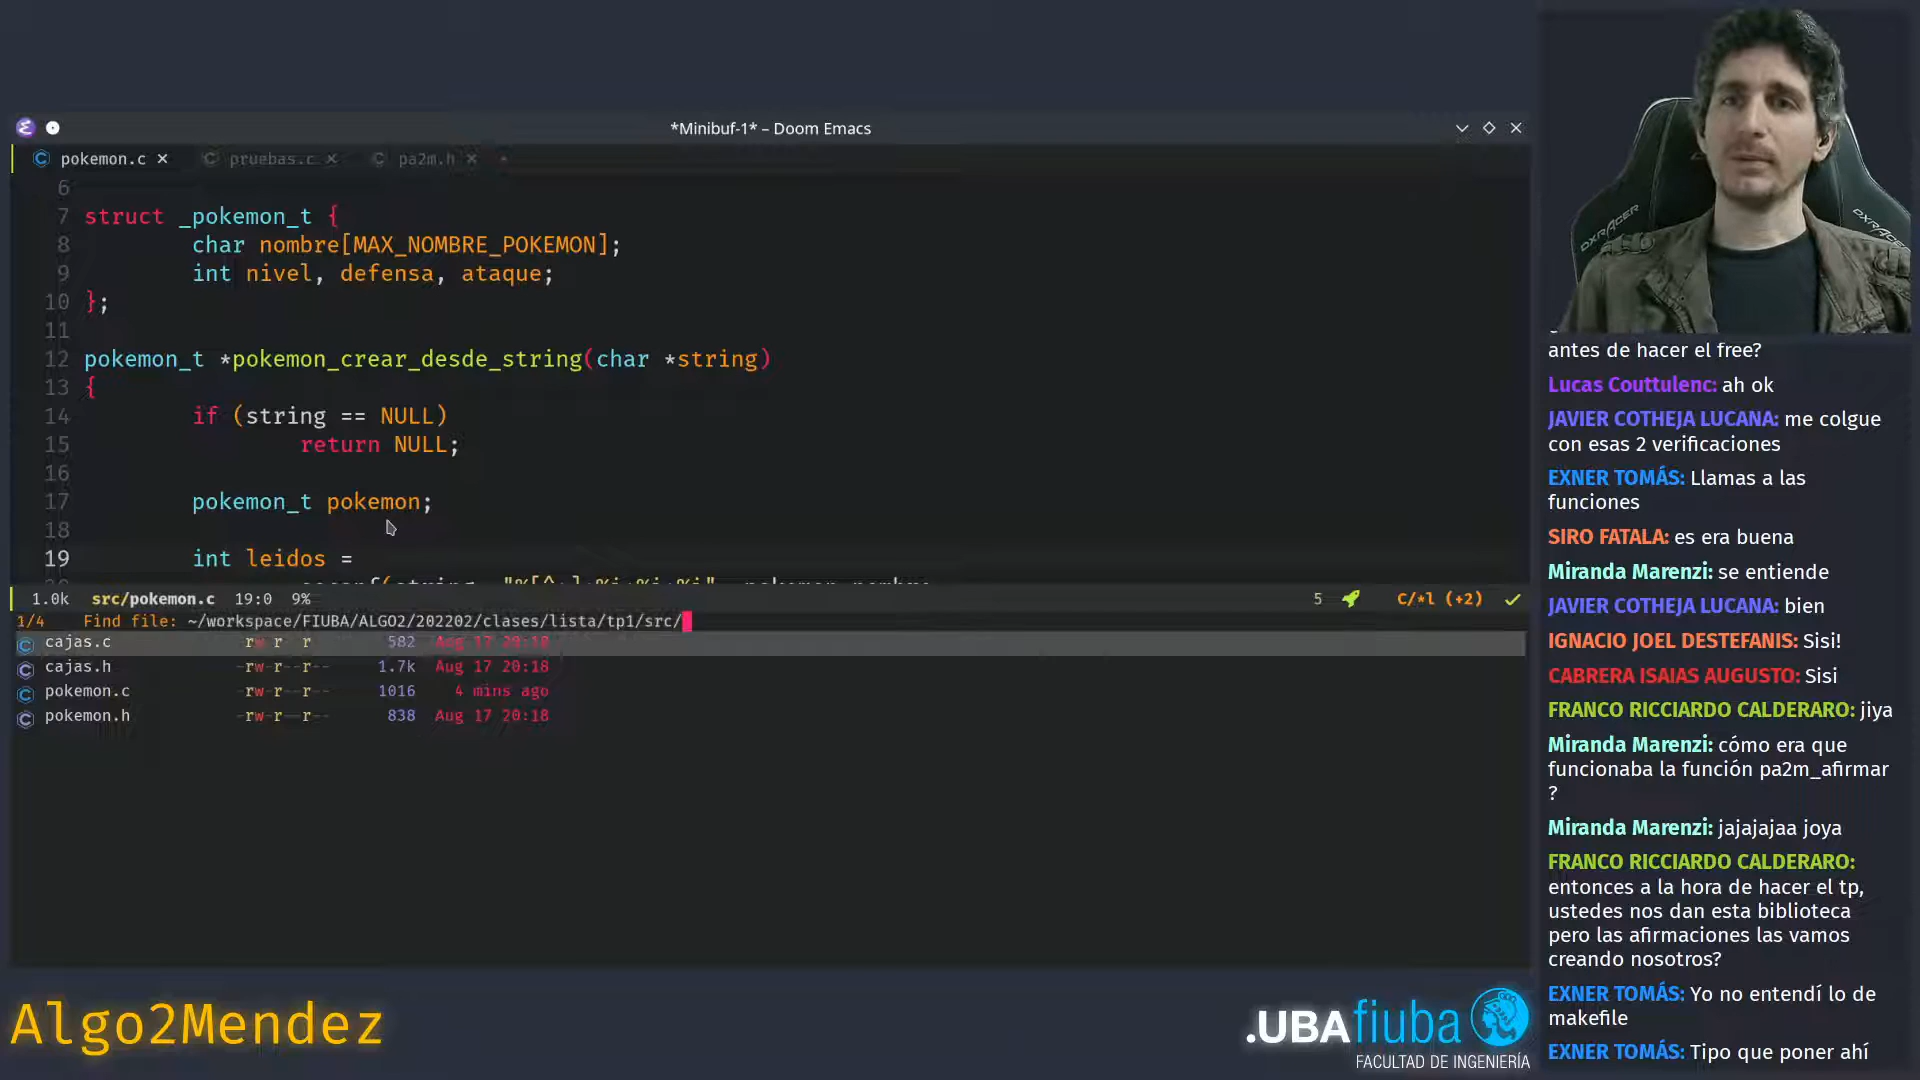 *Minibuf-1* – Doom Emacs
pokemon.c × pruebas.c × pa2m.h ×
6
7 struct _pokemon_t {
8 char nombre[MAX_NOMBRE_POKEMON];
9 int nivel, defensa, ataque;
10 };
11
12 pokemon_t *pokemon_crear_desde_string(char *string)
13 {
14 if (string == NULL)
15 return NULL;
16
17 pokemon_t pokemon;
18
19 int leidos =
1.0k src/pokemon.c 19:0 9% 5 C/*l (+2)
1/4 Find file: ~/workspace/FIUBA/ALGO2/202202/clases/lista/tp1/src/
cajas.c rw r r 582 Aug 17 20:18
cajas.h -rw-r--r-- 1.7k Aug 17 20:18
pokemon.c -rw-r--r-- 1016 4 mins ago
pokemon.h -rw-r--r-- 838 Aug 17 20:18
Algo2Mendez
.UBAfiuba
FACULTAD DE INGENIERÍA
DXRACER
DXRACER
antes de hacer el free?
Lucas Couttulenc: ah ok
JAVIER COTHEJA LUCANA: me colgue
con esas 2 verificaciones
EXNER TOMÁS: Llamas a las
funciones
SIRO FATALA: es era buena
Miranda Marenzi: se entiende
JAVIER COTHEJA LUCANA: bien
IGNACIO JOEL DESTEFANIS: Sisi!
CABRERA ISAIAS AUGUSTO: Sisi
FRANCO RICCIARDO CALDERARO: jiya
Miranda Marenzi: cómo era que
funcionaba la función pa2m_afirmar
?
Miranda Marenzi: jajajajaa joya
FRANCO RICCIARDO CALDERARO:
entonces a la hora de hacer el tp,
ustedes nos dan esta biblioteca
pero las afirmaciones las vamos
creando nosotros?
EXNER TOMÁS: Yo no entendí lo de
makefile
EXNER TOMÁS: Tipo que poner ahí